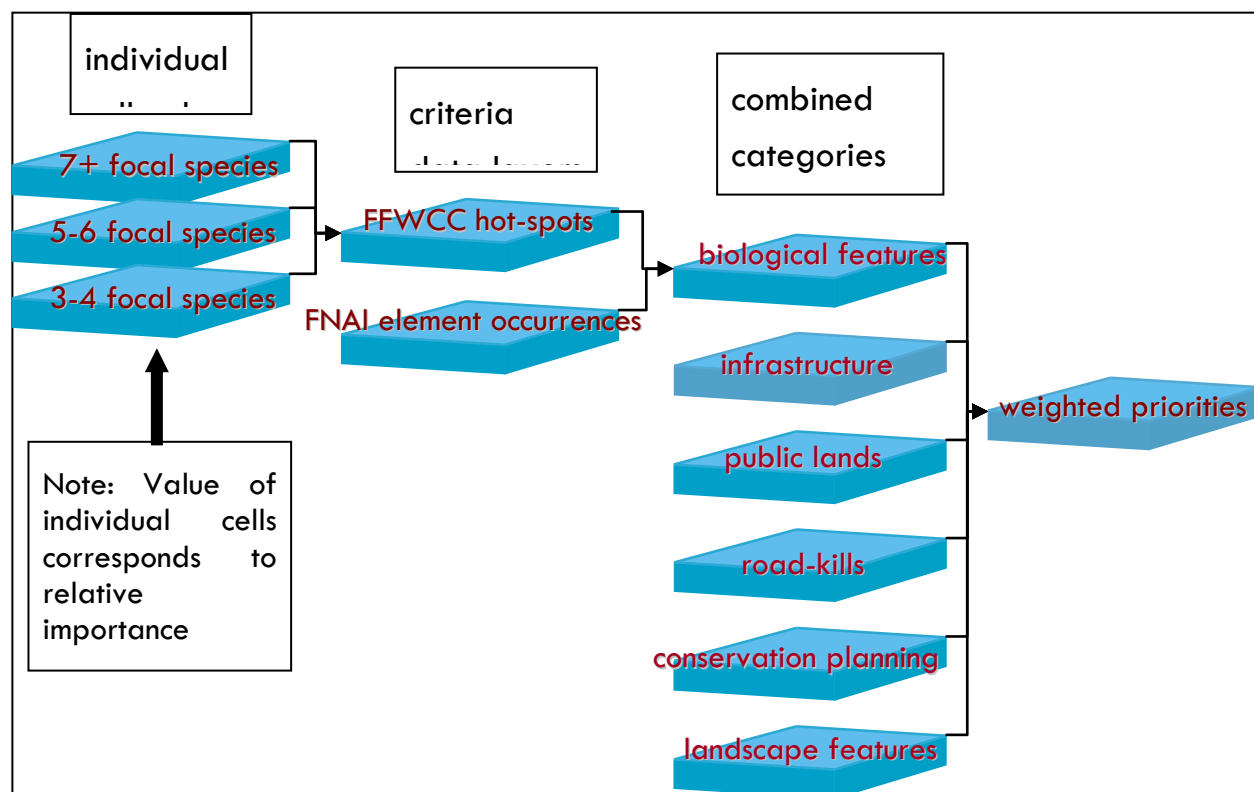 individual
criteria
combined
categories
7+ focal species
5-6 focal species
3-4 focal species
FFWCC hot-spots
FNAI element occurrences
biological features
infrastructure
public lands
road-kills
conservation planning
landscape features
weighted priorities
Note: Value of
individual cells
corresponds to
relative
importance